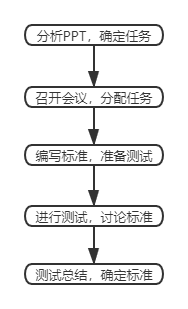 分析PPT，确定任务
召开会议，分配任务
编写标准，准备测试
进行测试，讨论标准
测试总结，确定标准